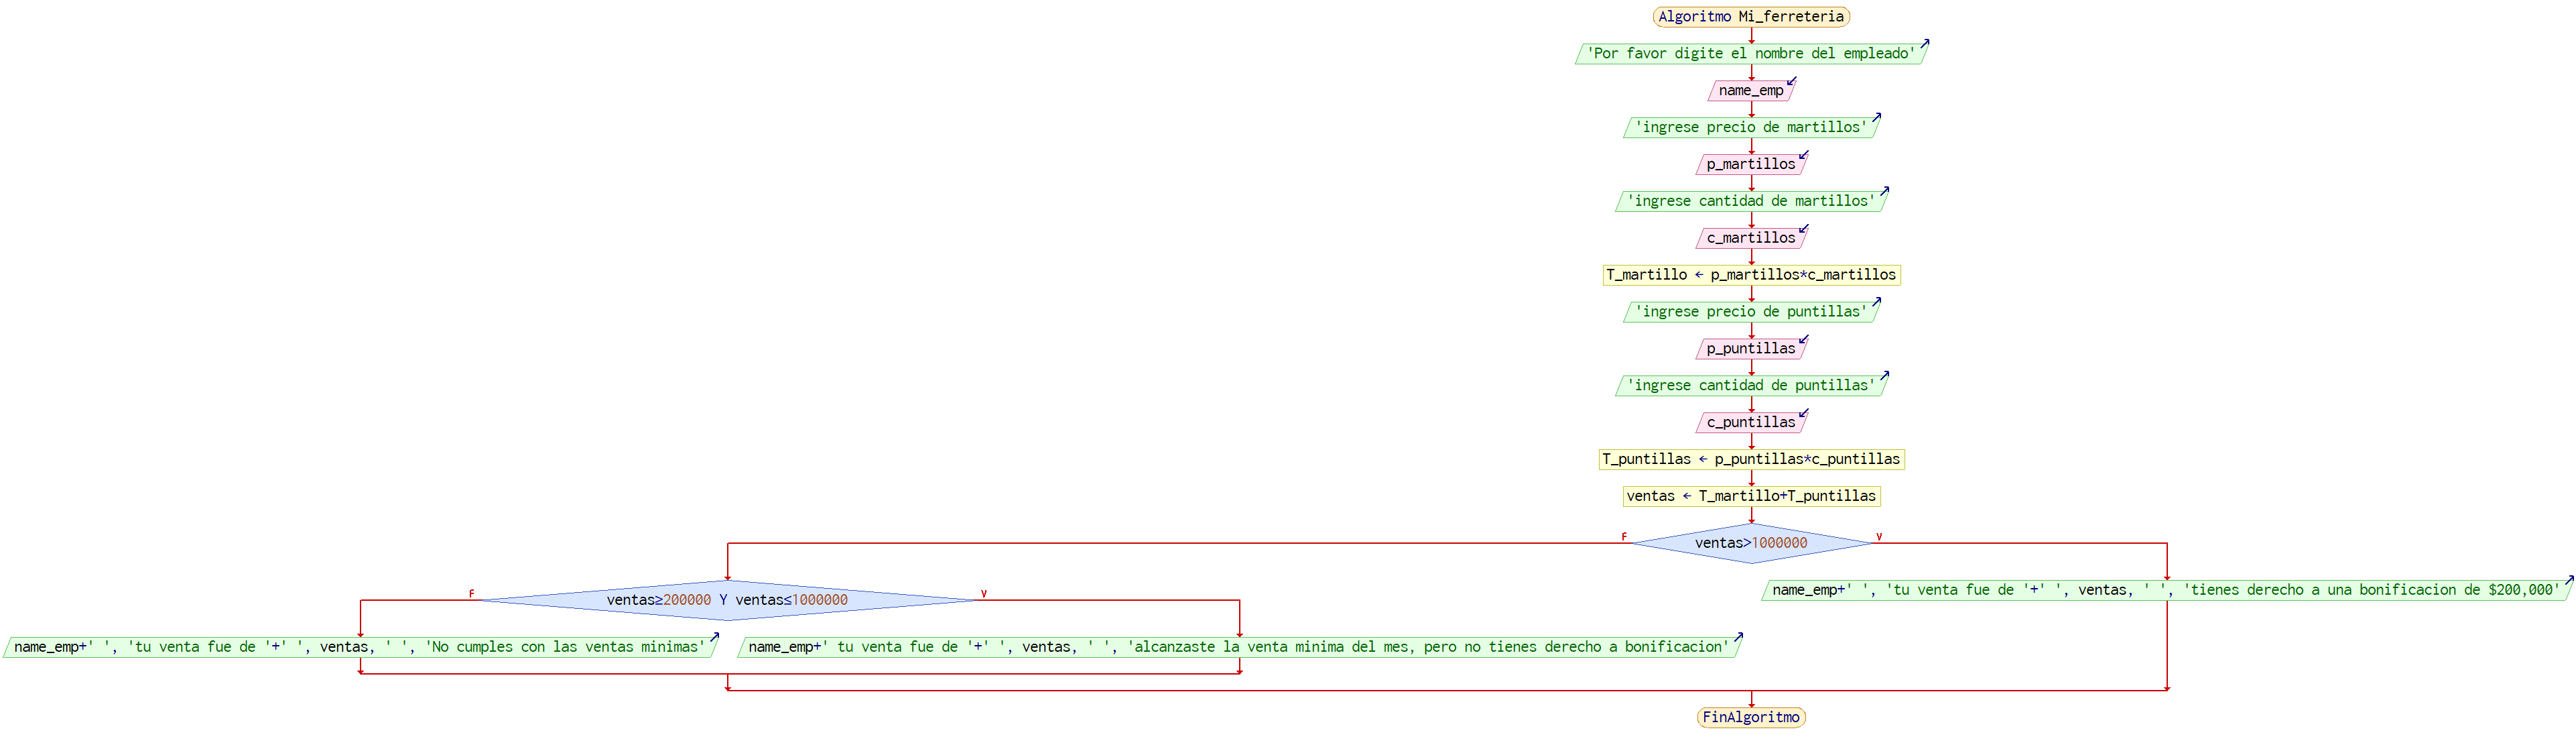 Algoritmo Mi_ferreteria
'Por favor digite el nombre del empleado'
name_emp
'ingrese precio de martillos'
p_martillos
'ingrese cantidad de martillos'
c_martillos
T_martillo ← p_martillos*c_martillos
'ingrese precio de puntillas'
p_puntillas
'ingrese cantidad de puntillas'
c_puntillas
T_puntillas ← p_puntillas*c_puntillas
ventas ← T_martillo+T_puntillas
F
ventas>1000000
V
F
ventas≥200000 Y ventas≤1000000
V
name_emp+' ', 'tu venta fue de '+' ', ventas, ' ', 'tienes derecho a una bonificacion de $200,000'
name_emp+' ', 'tu venta fue de '+' ', ventas, ' ', 'No cumples con las ventas minimas'
name_emp+' tu venta fue de '+' ', ventas, ' ', 'alcanzaste la venta minima del mes, pero no tienes derecho a bonificacion'
FinAlgoritmo